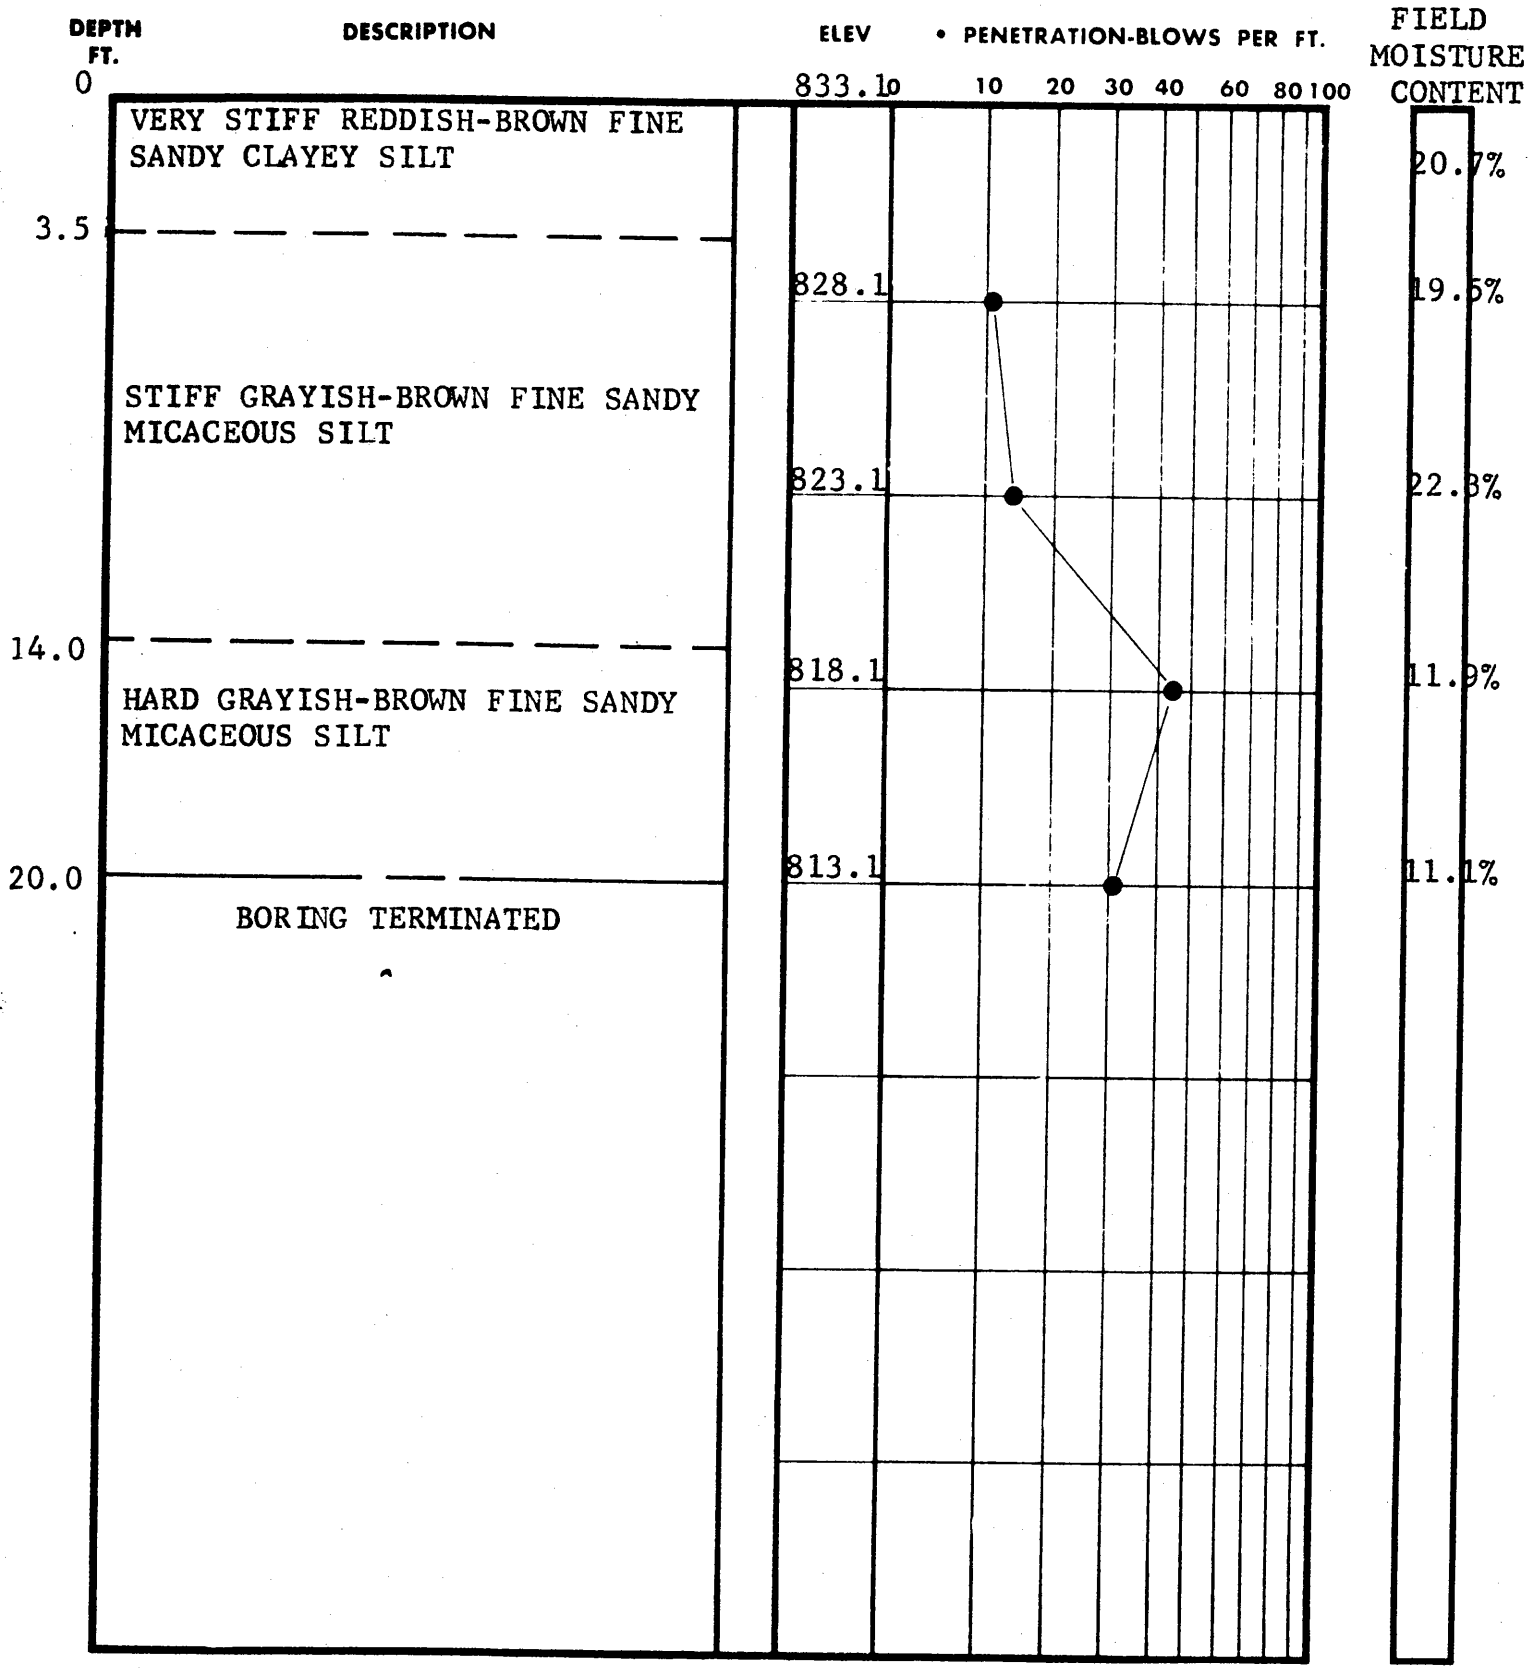 DEPTH FT.
DESCRIPTION
ELEV
• PENETRATION-BLOWS PER FT.
FIELD
MOISTURE
CONTENT
0
833.1
0 10 20 30 40 60 80 100
VERY STIFF REDDISH-BROWN FINE
SANDY CLAYEY SILT
20.7%
3.5
828.1
19.5%
STIFF GRAYISH-BROWN FINE SANDY
MICACEOUS SILT
823.1
22.8%
14.0
818.1
11.9%
HARD GRAYISH-BROWN FINE SANDY
MICACEOUS SILT
20.0
813.1
11.1%
BORING TERMINATED